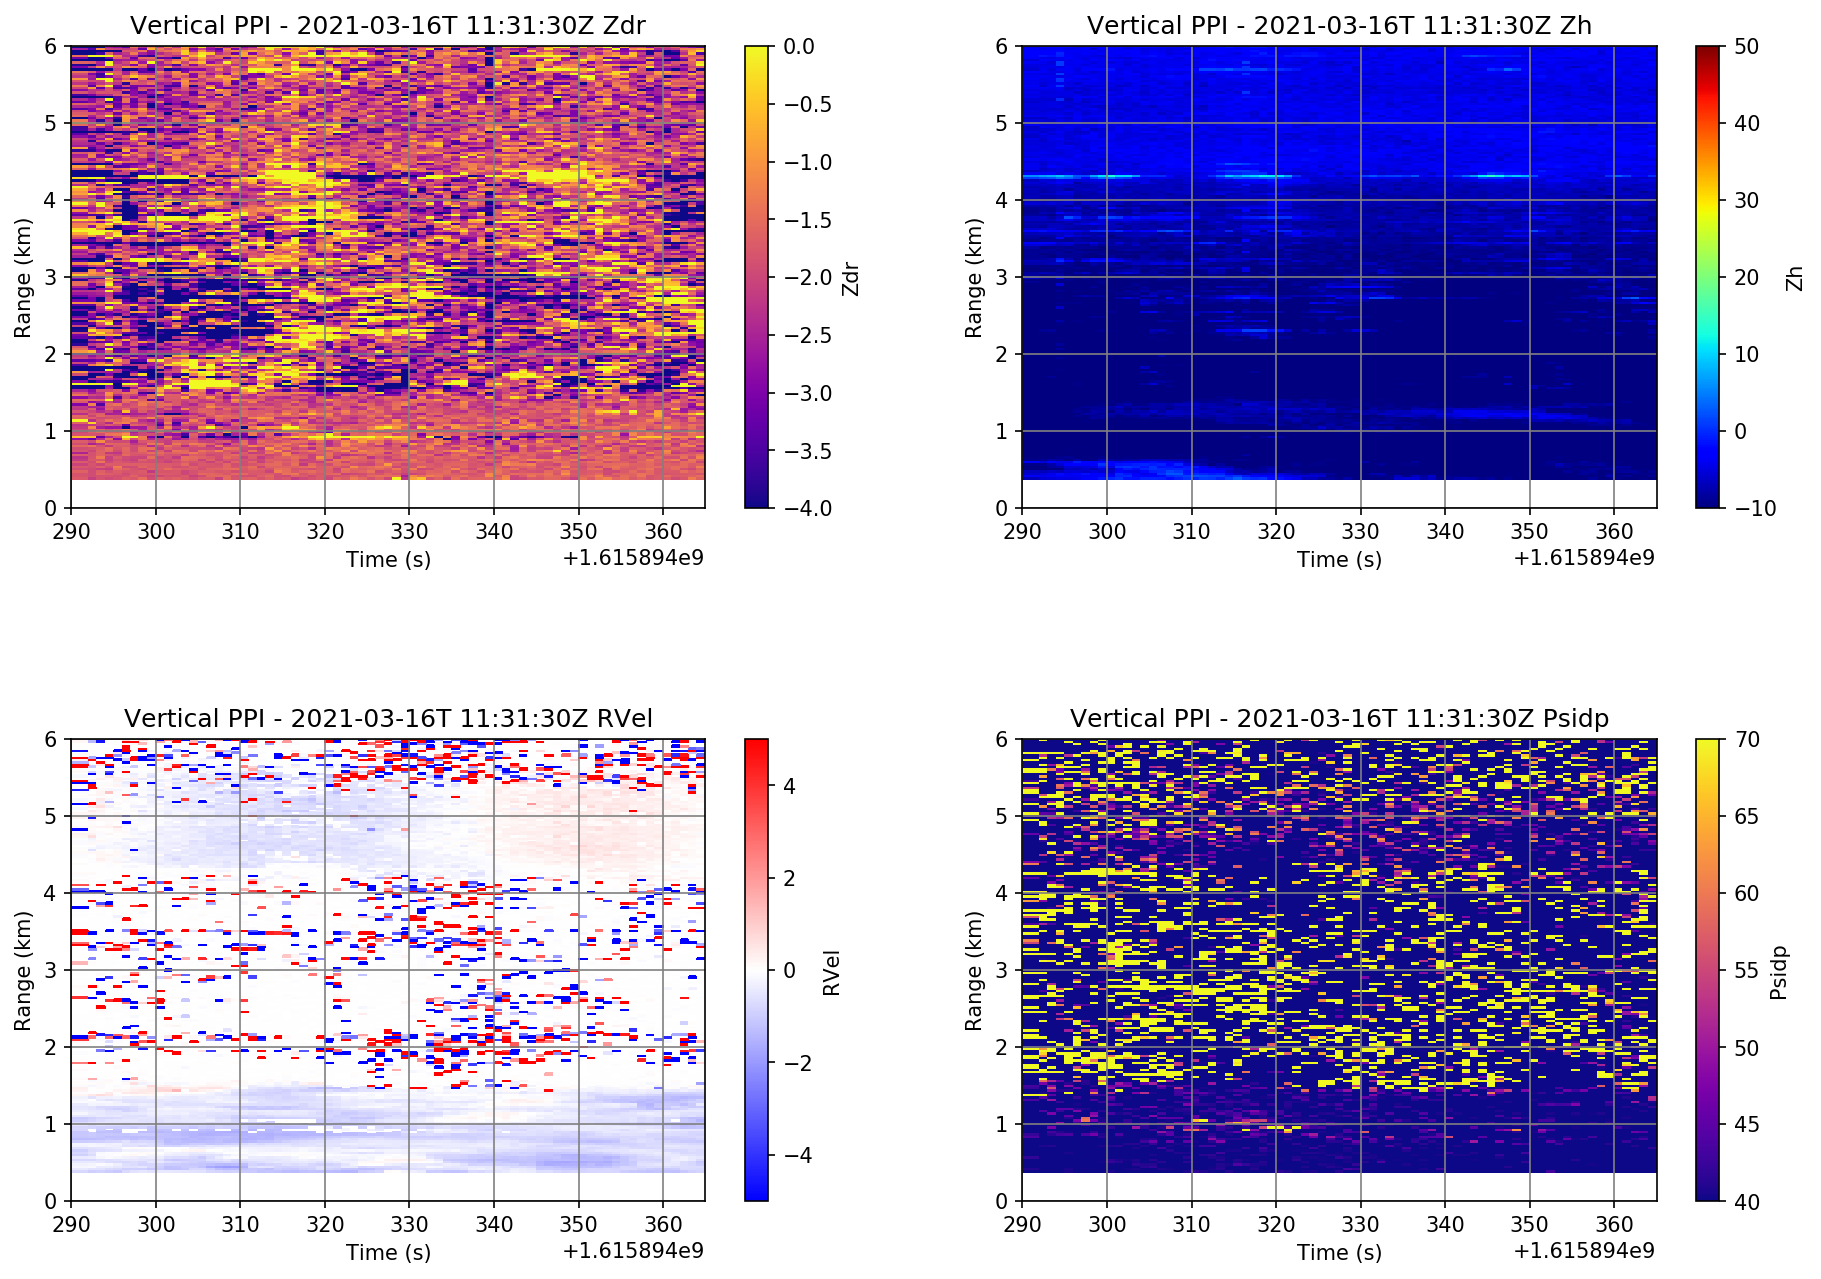 Vertical PPI - 2021-03-16T 11:31:30Z Zdr
6
5
4
3
2
1
0
Range (km)
290 300 310 320 330 340 350 360
Time (s)
+1.615894e9
0.0
−0.5
−1.0
−1.5
−2.0
−2.5
−3.0
−3.5
−4.0
Zdr
Vertical PPI - 2021-03-16T 11:31:30Z Zh
6
5
4
3
2
1
0
Range (km)
290 300 310 320 330 340 350 360
Time (s)
+1.615894e9
50
40
30
20
10
0
−10
Zh
Vertical PPI - 2021-03-16T 11:31:30Z RVel
6
5
4
3
2
1
0
Range (km)
290 300 310 320 330 340 350 360
Time (s)
+1.615894e9
4
2
0
−2
−4
RVel
Vertical PPI - 2021-03-16T 11:31:30Z Psidp
6
5
4
3
2
1
0
Range (km)
290 300 310 320 330 340 350 360
Time (s)
+1.615894e9
70
65
60
55
50
45
40
Psidp